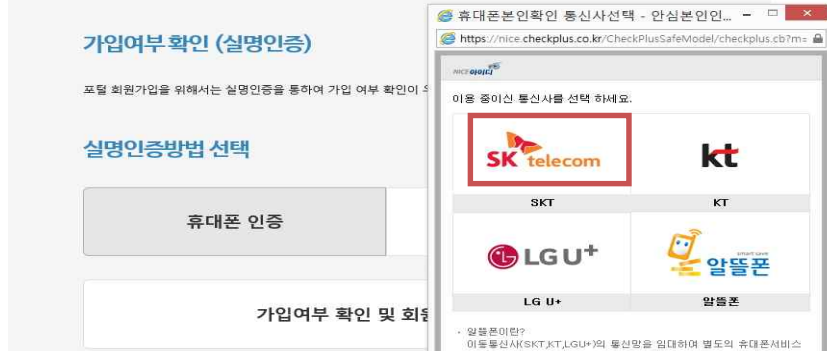 가입여부 확인 (실명인증)
포털 회원가입을 위해서는 실명인증을 통하여 가입 여부 확인이
실명인증방법 선택
휴대폰 인증
가입여부 확인 및 회원
휴대폰본인확인 통신사선택 - 안심본인인...
https://nice.checkplus.co.kr/CheckPlusSafeModel/checkplus.cb?m=
NICE 아이디
이용 중이신 통신사를 선택 하세요.
SK telecom
kt
SKT
KT
LG U+
smart save
알뜰폰
LG U+
알뜰폰
· 알뜰폰이란?
이동통신사(SKT,KT,LGU+)의 통신망을 임대하여 별도의 휴대폰서비스